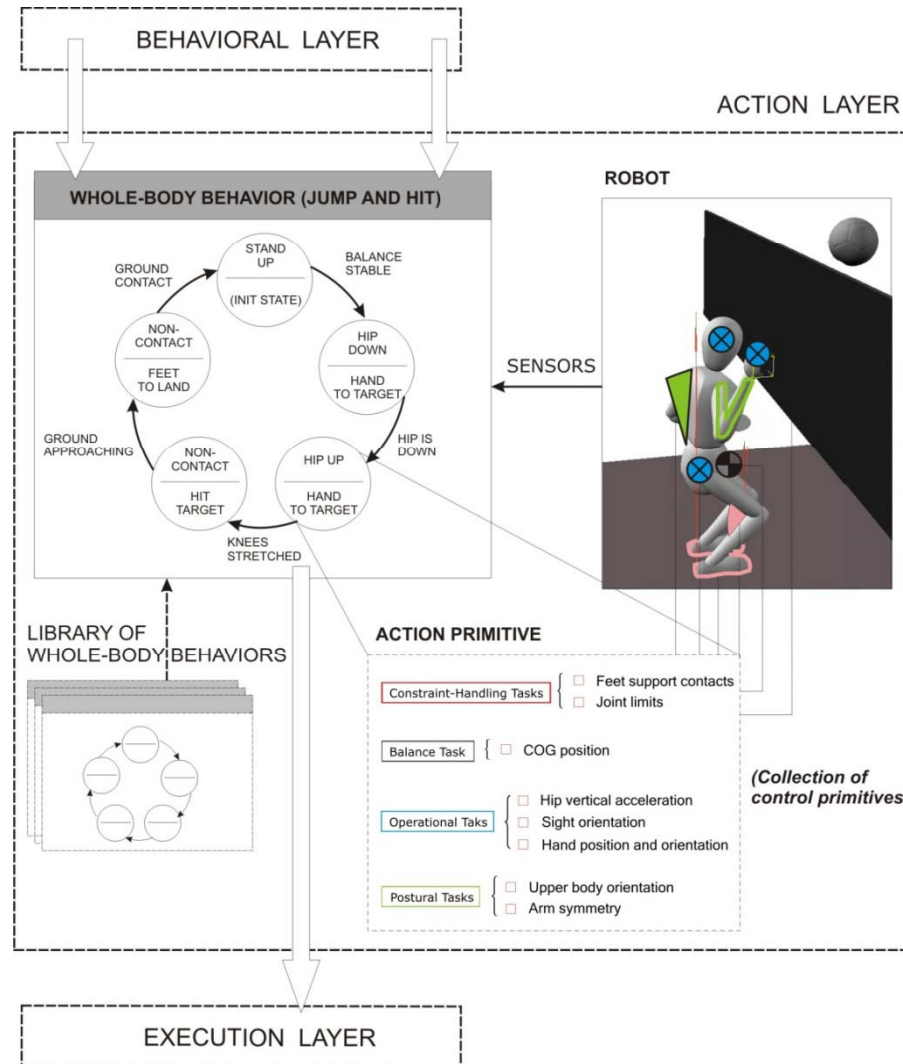 BEHAVIORAL LAYER
ACTION LAYER
WHOLE-BODY BEHAVIOR (JUMP AND HIT)
ROBOT
STAND
UP
(INIT STATE)
BALANCE
STABLE
HIP
DOWN
HAND
TO TARGET
HIP IS
DOWN
HIP UP
HAND
TO TARGET
KNEES
STRETCHED
NON-
CONTACT
HIT
TARGET
GROUND
APPROACHING
NON-
CONTACT
FEET
TO LAND
GROUND
CONTACT
SENSORS
LIBRARY OF
WHOLE-BODY BEHAVIORS
ACTION PRIMITIVE
Constraint-Handling Tasks
Feet support contacts
Joint limits
Balance Task
COG position
Operational Taks
Hip vertical acceleration
Sight orientation
Hand position and orientation
Postural Tasks
Upper body orientation
Arm symmetry
(Collection of
control primitives
EXECUTION LAYER